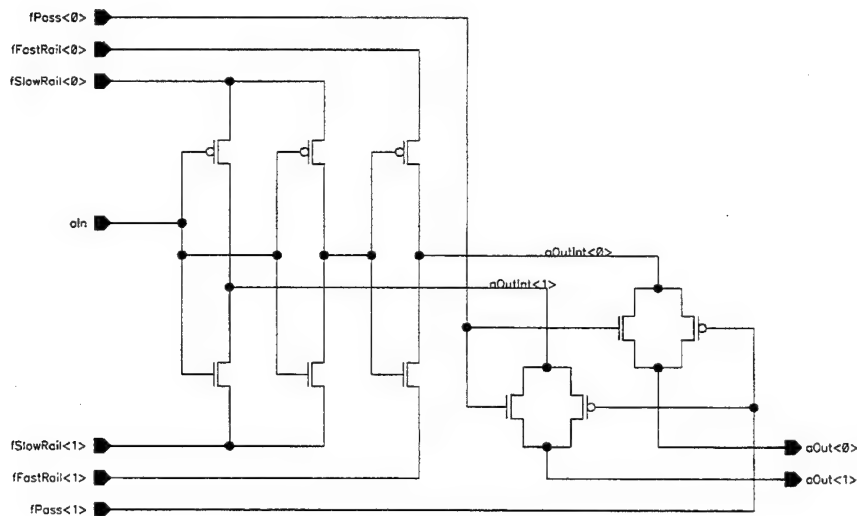 fPass<0>
fFastRail<0>
fSlowRail<0>
aIn
aOutInt<0>
aOutInt<1>
fSlowRail<1>
aOut<0>
fFastRail<1>
aOut<1>
fPass<1>